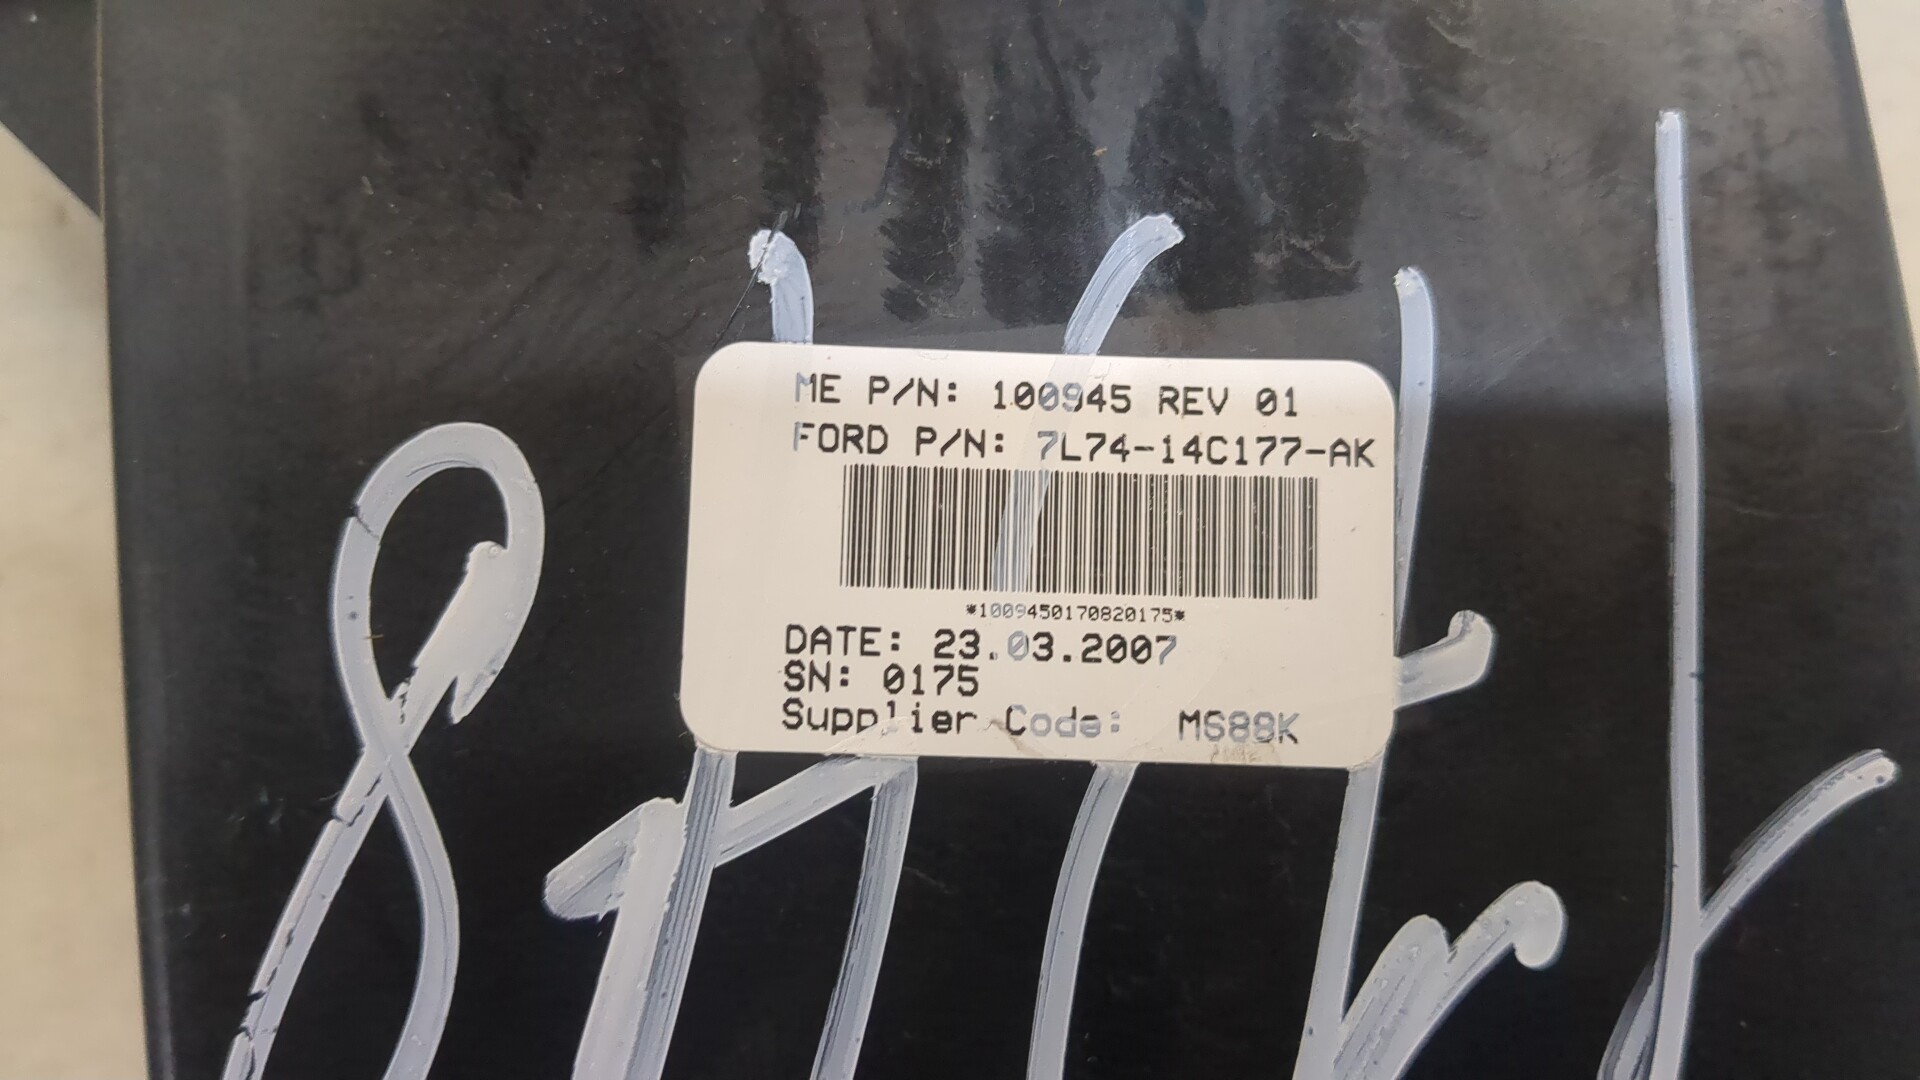 ME P/N: 100945 REV 01
FORD P/N: 7L74-14C177-AK
*1009450170820175*
DATE: 23.03.2007
SN: 0175
Supplier Code: MS88K